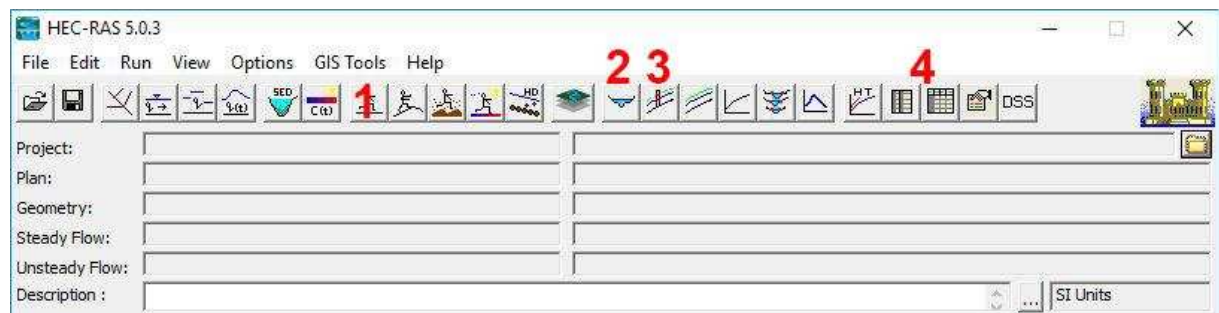 HEC-RAS 5.0.3
File Edit Run View Options GIS Tools Help
2 3 4
1
SED C(t) HD HT DSS
Project:
Plan:
Geometry:
Steady Flow:
Unsteady Flow:
Description : ... SI Units